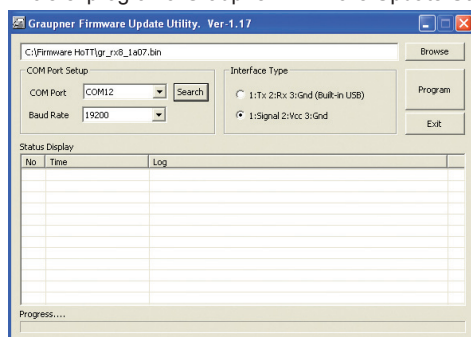 Graupner Firmware Update Utility. Ver-1.17
C:\Firmware HoTT\gr_rx8_1a07.bin
Browse
COM Port Setup
COM Port
COM12
Search
Baud Rate
19200
Interface Type
1:Tx 2:Rx 3:Gnd (Built-in USB)
1:Signal 2:Vcc 3:Gnd
Program
Exit
Status Display
No Time Log
Progress....